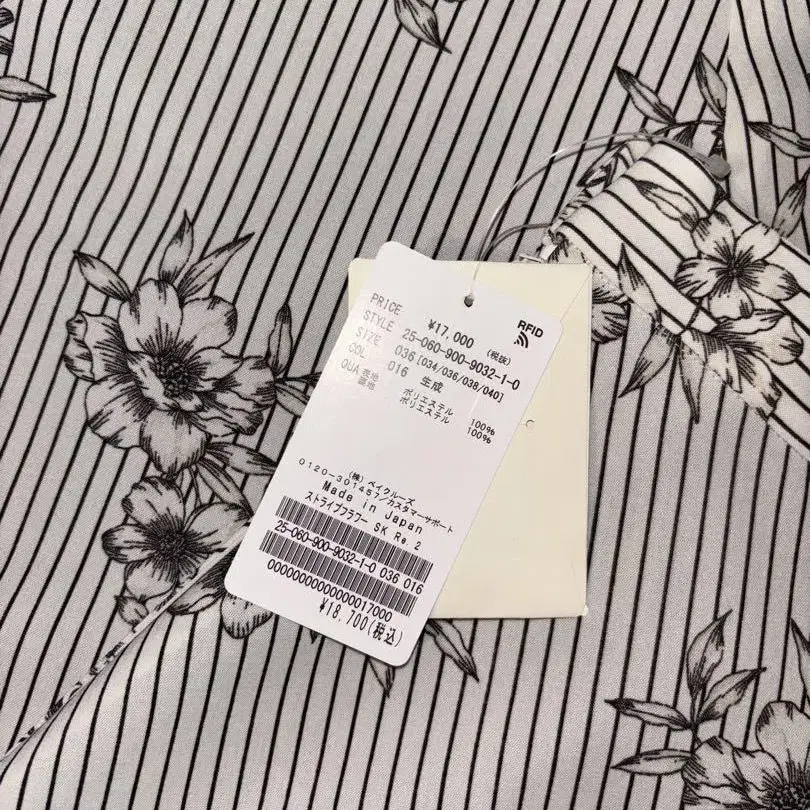 RFID
PRICE ¥17,000 (税抜)
STYLE 25-060-900-9032-1-0
SIZE 036 [034/036/038/040]
COL 016 生成
QUA 表地 ポリエステル 100%
裏地 ポリエステル 100%
(株) ベイクルーズ
0120-301457/カスタマーサポート
Made in Japan
ストライプフラワー SK Re.2
25-060-900-9032-1-0 036 016
0000000000000017000
¥18,700(税込)